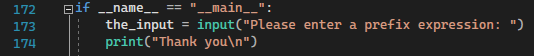 172 if __name__ == "__main__":
173 the_input = input("Please enter a prefix expression: ")
174 print("Thank you\n")